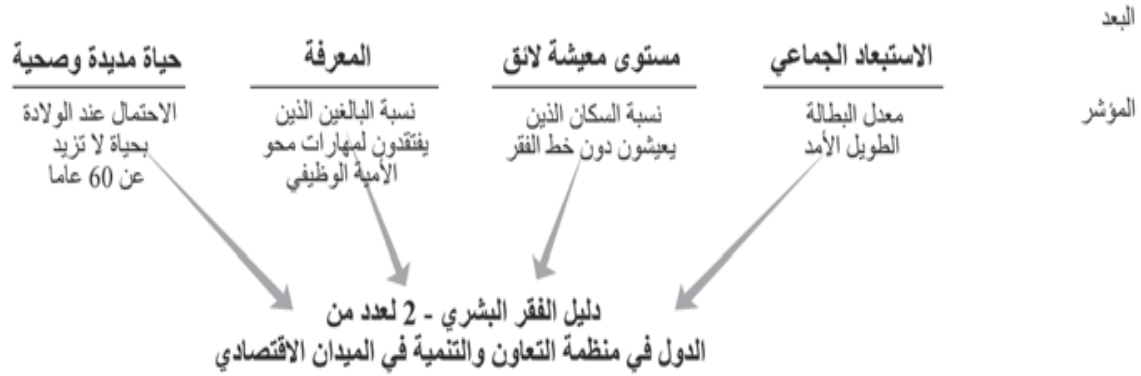 البعد
حياة مديدة وصحية
المعرفة
مستوى معيشة لائق
الاستبعاد الجماعي
المؤشر
الاحتمال عند الولادة
بحياة لا تزيد
عن 60 عاما
نسبة البالغين الذين
يفتقدون لمهارات محو
الأمية الوظيفي
نسبة السكان الذين
يعيشون دون خط الفقر
معدل البطالة
الطويل الأمد
دليل الفقر البشري - 2 لعدد من
الدول في منظمة التعاون والتنمية في الميدان الاقتصادي